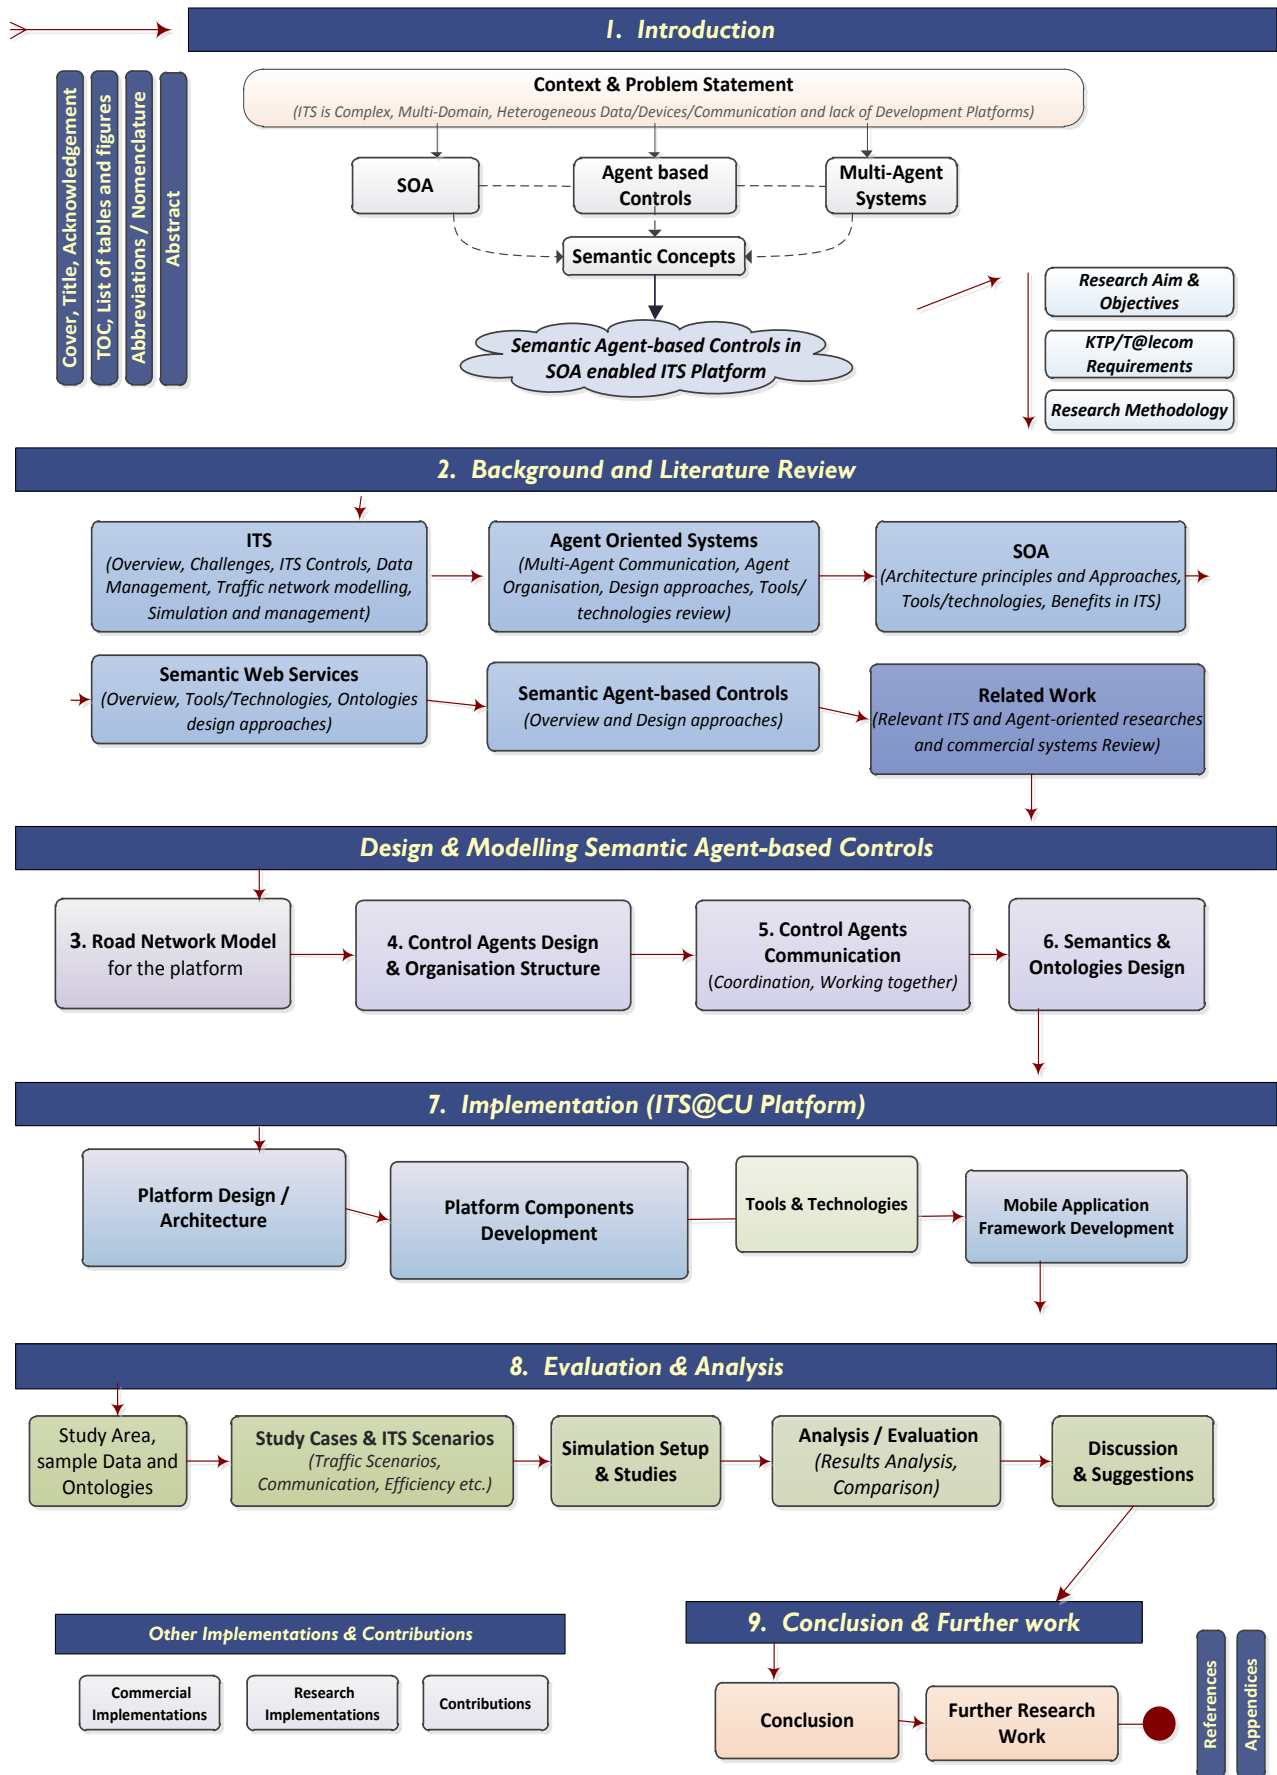 1. Introduction
Cover, Title, Acknowledgement
TOC, List of tables and figures
Abbreviations / Nomenclature
Abstract
Context & Problem Statement
(ITS is Complex, Multi-Domain, Heterogeneous Data/Devices/Communication and lack of Development Platforms)
SOA
Agent based
Controls
Multi-Agent
Systems
Semantic Concepts
Semantic Agent-based Controls in
SOA enabled ITS Platform
Research Aim &
Objectives
KTP/T@lecom
Requirements
Research Methodology
2. Background and Literature Review
ITS
(Overview, Challenges, ITS Controls, Data
Management, Traffic network modelling,
Simulation and management)
Agent Oriented Systems
(Multi-Agent Communication, Agent
Organisation, Design approaches, Tools/
technologies review)
SOA
(Architecture principles and Approaches,
Tools/technologies, Benefits in ITS)
Semantic Web Services
(Overview, Tools/Technologies, Ontologies
design approaches)
Semantic Agent-based Controls
(Overview and Design approaches)
Related Work
(Relevant ITS and Agent-oriented researches
and commercial systems Review)
Design & Modelling Semantic Agent-based Controls
3. Road Network Model
for the platform
4. Control Agents Design
& Organisation Structure
5. Control Agents
Communication
(Coordination, Working together)
6. Semantics &
Ontologies Design
7. Implementation (ITS@CU Platform)
Platform Design /
Architecture
Platform Components
Development
Tools & Technologies
Mobile Application
Framework Development
8. Evaluation & Analysis
Study Area,
sample Data and
Ontologies
Study Cases & ITS Scenarios
(Traffic Scenarios,
Communication, Efficiency etc.)
Simulation Setup
& Studies
Analysis / Evaluation
(Results Analysis,
Comparison)
Discussion
& Suggestions
Other Implementations & Contributions
Commercial
Implementations
Research
Implementations
Contributions
9. Conclusion & Further work
Conclusion
Further Research
Work
References
Appendices